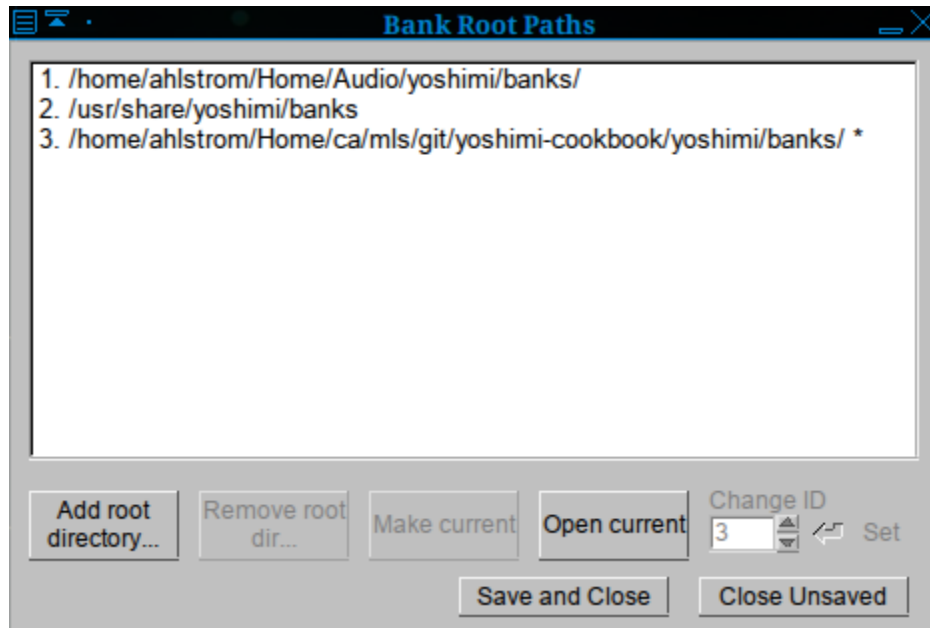 Bank Root Paths
1. /home/ahlstrom/Home/Audio/yoshimi/banks/
2. /usr/share/yoshimi/banks
3. /home/ahlstrom/Home/ca/mls/git/yoshimi-cookbook/yoshimi/banks/ *
Add root
directory...
Remove root
dir...
Make current
Open current
Change ID
3
Set
Save and Close
Close Unsaved